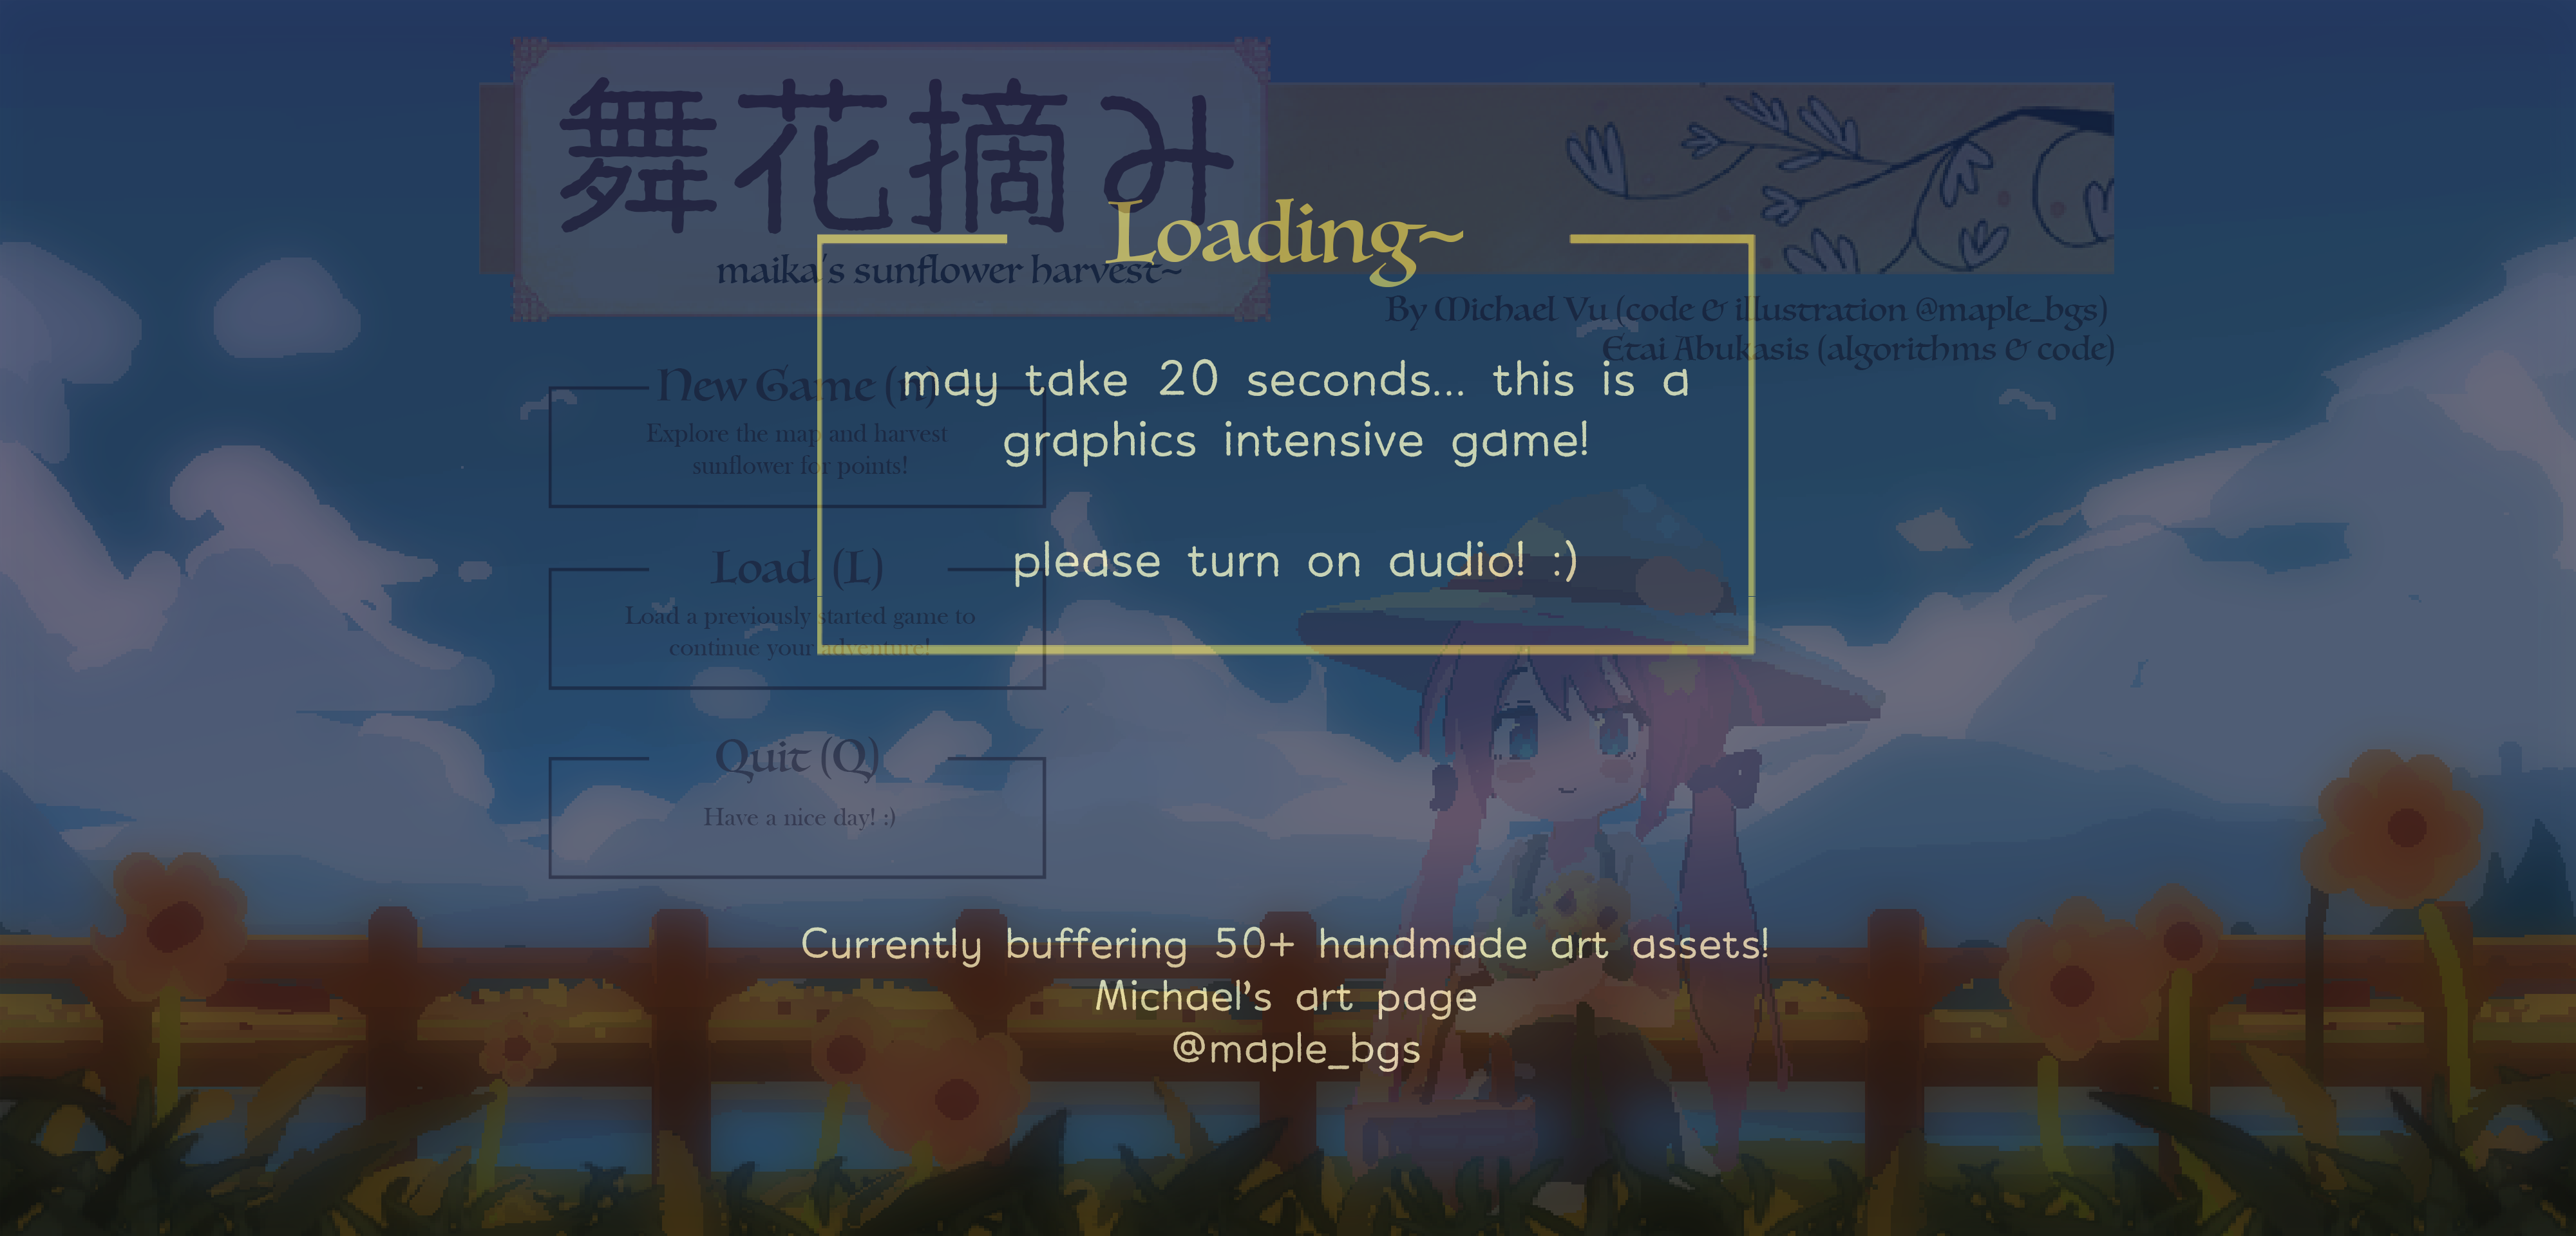 舞花摘み
maika's sunflower harvest~
Loading~
By Michael Vu (code & illustration @maple_bgs)
Etai Abukasis (algorithms & code)
may take 20 seconds... this is a
graphics intensive game!
please turn on audio! :)
New Game (n)
Explore the map and harvest
sunflower for points!
Load (L)
Load a previously started game to
continue your adventure!
Quit (Q)
Have a nice day! :)
Currently buffering 50+ handmade art assets!
Michael's art page
@maple_bgs